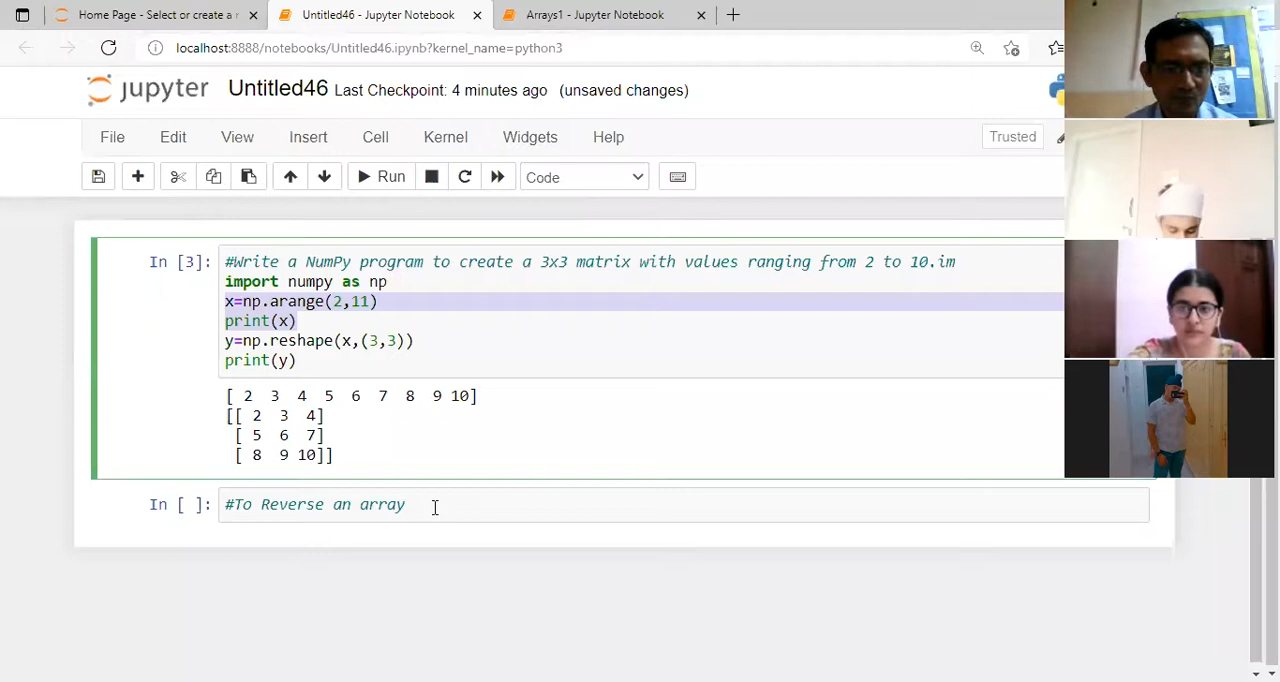 Home Page - Select or create a r
Untitled46 - Jupyter Notebook
Arrays1 - Jupyter Notebook
localhost:8888/notebooks/Untitled46.ipynb?kernel_name=python3
jupyter Untitled46 Last Checkpoint: 4 minutes ago (unsaved changes)
File Edit View Insert Cell Kernel Widgets Help
Trusted
Run Code
In [3]: #Write a NumPy program to create a 3x3 matrix with values ranging from 2 to 10.im
import numpy as np
x=np.arange(2,11)
print(x)
y=np.reshape(x,(3,3))
print(y)
[ 2 3 4 5 6 7 8 9 10]
[[ 2 3 4]
[ 5 6 7]
[ 8 9 10]]
In [ ]: #To Reverse an array